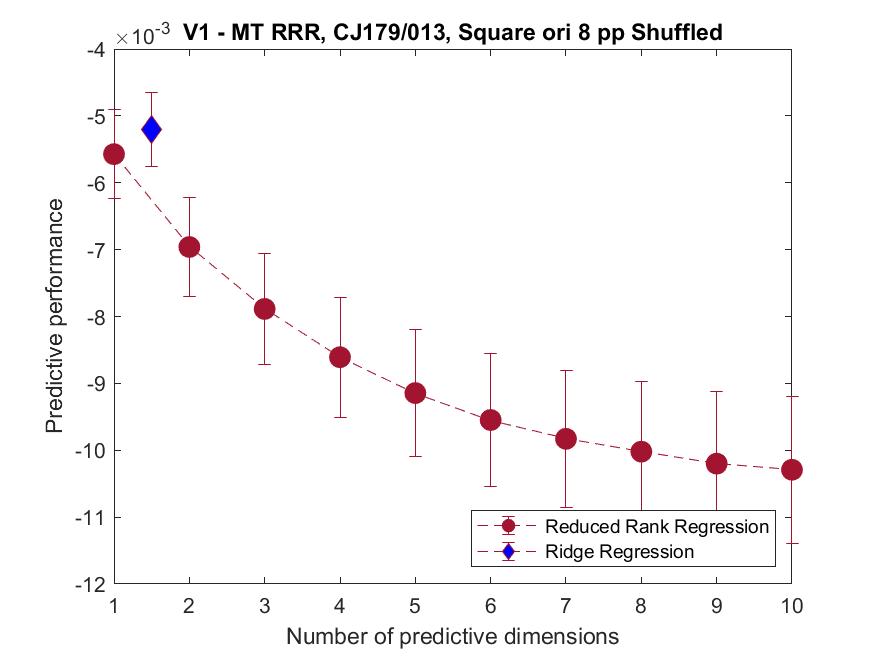 ×10-3
V1 - MT RRR, CJ179/013, Square ori 8 pp Shuffled
-4
-5
-6
-7
-8
-9
-10
-11
-12
Predictive performance
Reduced Rank Regression
Ridge Regression
1 2 3 4 5 6 7 8 9 10
Number of predictive dimensions